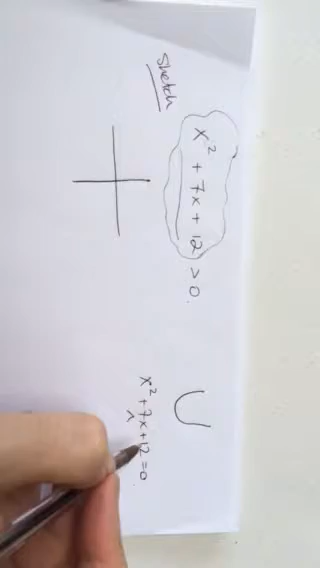 Sketch
x² + 7x + 12 > 0
x² + 7x + 12 = 0